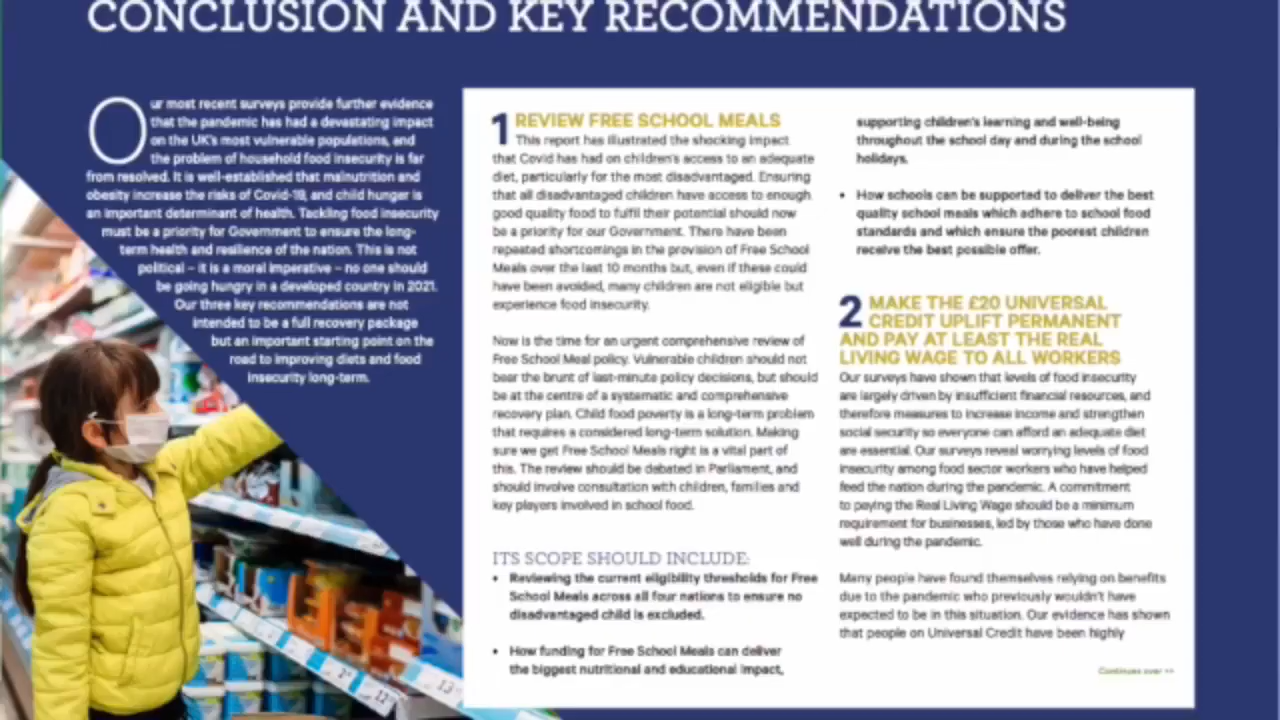 CONCLUSION AND KEY RECOMMENDATIONS
Our most recent surveys provide further evidence
that the pandemic has had a devastating impact
on the UK's most vulnerable populations, and
the problem of household food insecurity is far
from resolved. It is well-established that malnutrition and
obesity increase the risks of Covid-19, and child hunger is
an important determinant of health. Tackling food insecurity
must be a priority for Government to ensure the long-
term health and resilience of the nation. This is not
political – it is a moral imperative – no one should
be going hungry in a developed country in 2021.
Our three key recommendations are not
intended to be a full recovery package
but an important starting point on the
road to improving diets and food
insecurity long-term.
1 REVIEW FREE SCHOOL MEALS
This report has illustrated the shocking impact
that Covid has had on children's access to an adequate
diet, particularly for the most disadvantaged. Ensuring
that all disadvantaged children have access to enough
good quality food to fulfil their potential should now
be a priority for our Government. There have been
repeated shortcomings in the provision of Free School
Meals over the last 10 months but, even if these could
have been avoided, many children are not eligible but
experience food insecurity.
Now is the time for an urgent comprehensive review of
Free School Meal policy. Vulnerable children should not
bear the brunt of last-minute policy decisions, but should
be at the centre of a systematic and comprehensive
recovery plan. Child food poverty is a long-term problem
that requires a considered long-term solution. Making
sure we get Free School Meals right is a vital part of
this. The review should be debated in Parliament, and
should involve consultation with children, families and
key players involved in school food.
ITS SCOPE SHOULD INCLUDE:
• Reviewing the current eligibility thresholds for Free
School Meals across all four nations to ensure no
disadvantaged child is excluded.
• How funding for Free School Meals can deliver
the biggest nutritional and educational impact,
supporting children's learning and well-being
throughout the school day and during the school
holidays.
• How schools can be supported to deliver the best
quality school meals which adhere to school food
standards and which ensure the poorest children
receive the best possible offer.
2 MAKE THE £20 UNIVERSAL
CREDIT UPLIFT PERMANENT
AND PAY AT LEAST THE REAL
LIVING WAGE TO ALL WORKERS
Our surveys have shown that levels of food insecurity
are largely driven by insufficient financial resources, and
therefore measures to increase income and strengthen
social security so everyone can afford an adequate diet
are essential. Our surveys reveal worrying levels of food
insecurity among food sector workers who have helped
feed the nation during the pandemic. A commitment
to paying the Real Living Wage should be a minimum
requirement for businesses, led by those who have done
well during the pandemic.
Many people have found themselves relying on benefits
due to the pandemic who previously wouldn't have
expected to be in this situation. Our evidence has shown
that people on Universal Credit have been highly
Continues over >>